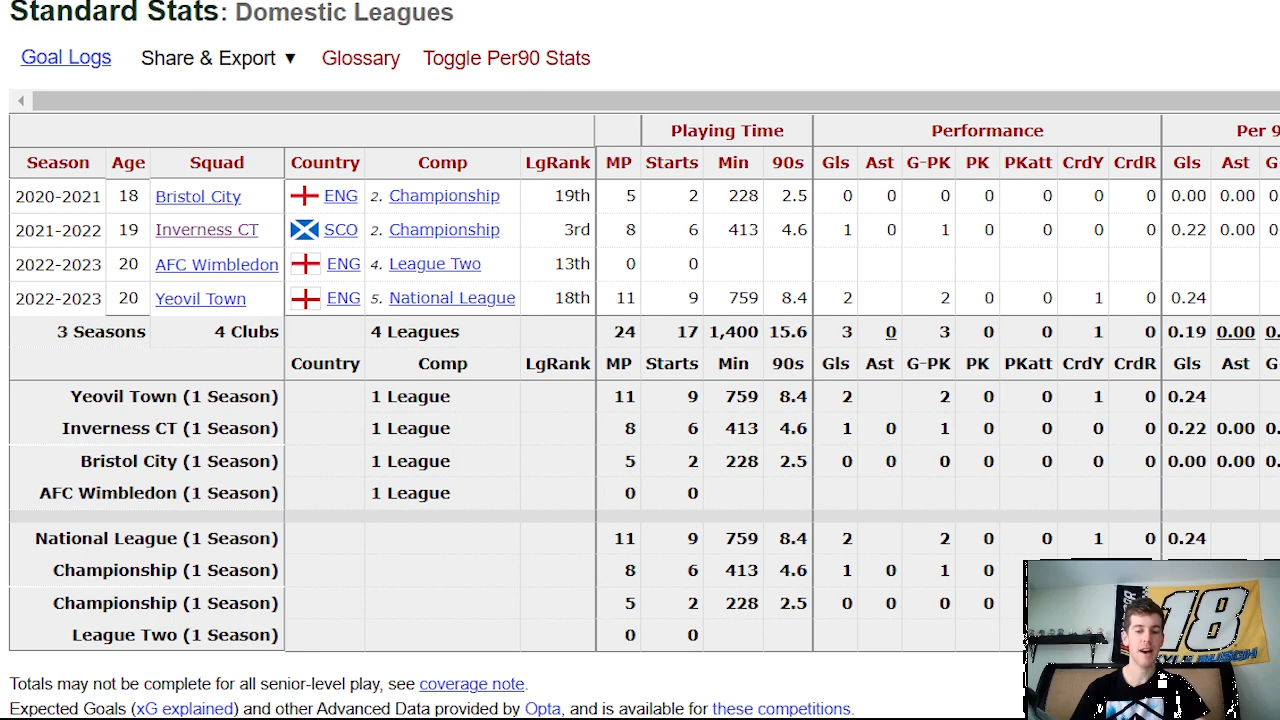 Standard Stats: Domestic Leagues
Goal Logs Share & Export ▼ Glossary Toggle Per90 Stats
Playing Time Performance Per 9
Season Age Squad Country Comp LgRank MP Starts Min 90s Gls Ast G-PK PK PKatt CrdY CrdR Gls Ast G
2020-2021 18 Bristol City ENG 2. Championship 19th 5 2 228 2.5 0 0 0 0 0 0 0 0.00 0.00 0
2021-2022 19 Inverness CT SCO 2. Championship 3rd 8 6 413 4.6 1 0 1 0 0 0 0 0.22 0.00 0
2022-2023 20 AFC Wimbledon ENG 4. League Two 13th 0 0
2022-2023 20 Yeovil Town ENG 5. National League 18th 11 9 759 8.4 2 2 0 0 1 0 0.24
3 Seasons 4 Clubs 4 Leagues 24 17 1,400 15.6 3 0 3 0 0 1 0 0.19 0.00 0.
Country Comp LgRank MP Starts Min 90s Gls Ast G-PK PK PKatt CrdY CrdR Gls Ast G
Yeovil Town (1 Season) 1 League 11 9 759 8.4 2 2 0 0 1 0 0.24
Inverness CT (1 Season) 1 League 8 6 413 4.6 1 0 1 0 0 0 0 0.22 0.00 0.
Bristol City (1 Season) 1 League 5 2 228 2.5 0 0 0 0 0 0 0 0.00 0.00 0.
AFC Wimbledon (1 Season) 1 League 0 0
National League (1 Season) 11 9 759 8.4 2 2 0 0 1 0 0.24
Championship (1 Season) 8 6 413 4.6 1 0 1 0
Championship (1 Season) 5 2 228 2.5 0 0 0 0
League Two (1 Season) 0 0
18
KYLE BUSCH
Totals may not be complete for all senior-level play, see coverage note.
Expected Goals (xG explained) and other Advanced Data provided by Opta, and is available for these competitions.